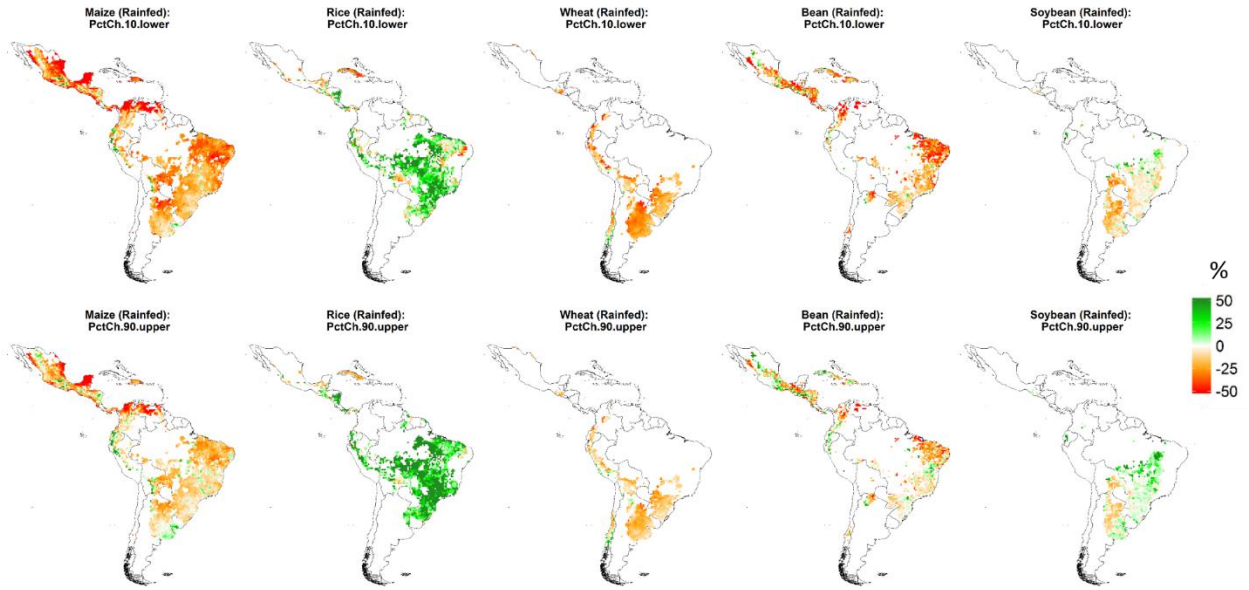 Maize (Rainfed):
PctCh.10.lower
Rice (Rainfed):
PctCh.10.lower
Wheat (Rainfed):
PctCh.10.lower
Bean (Rainfed):
PctCh.10.lower
Soybean (Rainfed):
PctCh.10.lower
Maize (Rainfed):
PctCh.90.upper
Rice (Rainfed):
PctCh.90.upper
Wheat (Rainfed):
PctCh.90.upper
Bean (Rainfed):
PctCh.90.upper
Soybean (Rainfed):
PctCh.90.upper
%
50
25
0
-25
-50